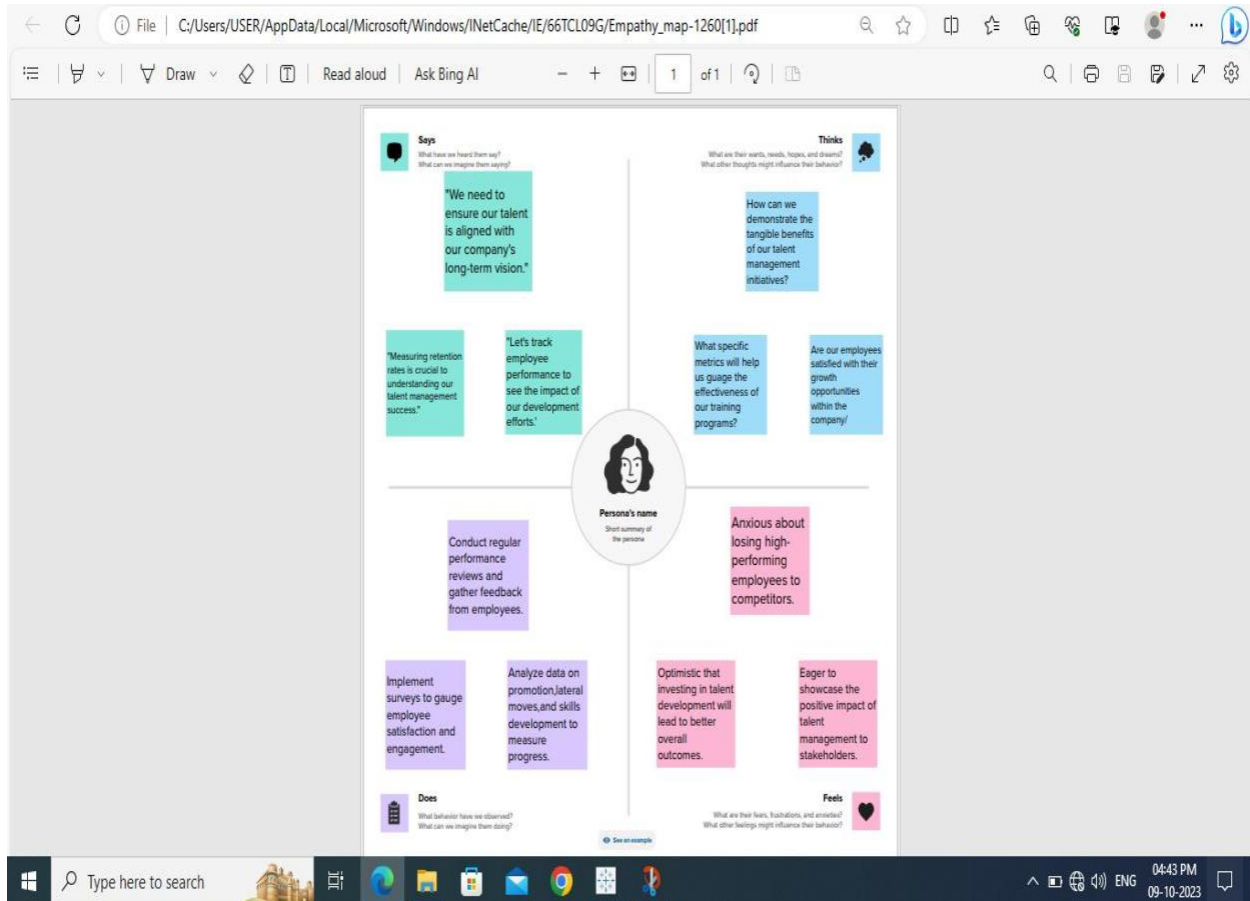 File | C:/Users/USER/AppData/Local/Microsoft/Windows/INetCache/IE/66TCL09G/Empathy_map-1260[1].pdf
Draw
Read aloud
Ask Bing AI
1
of 1
Says
What have we heard them say?
What can we imagine them saying?
"We need to
ensure our talent
is aligned with
our company's
long-term vision."
"Measuring retention
rates is crucial to
understanding our
talent management
success."
"Let's track
employee
performance to
see the impact of
our development
efforts.'
Thinks
What are their wants, needs, hopes, and dreams?
What other thoughts might influence their behavior?
How can we
demonstrate the
tangible benefits
of our talent
management
initiatives?
What specific
metrics will help
us guage the
effectiveness of
our training
programs?
Are our employees
satisfied with their
growth
opportunities
within the
company/
Persona's name
Short summary of
the persona
Conduct regular
performance
reviews and
gather feedback
from employees.
Implement
surveys to gauge
employee
satisfaction and
engagement.
Analyze data on
promotion,lateral
moves,and skills
development to
measure
progress.
Does
What behavior have we observed?
What can we imagine them doing?
Anxious about
losing high-
performing
employees to
competitors.
Optimistic that
investing in talent
development will
lead to better
overall
outcomes.
Eager to
showcase the
positive impact of
talent
management to
stakeholders.
Feels
What are their fears, frustrations, and anxieties?
What other feelings might influence their behavior?
See an example
Type here to search
ENG
04:43 PM
09-10-2023